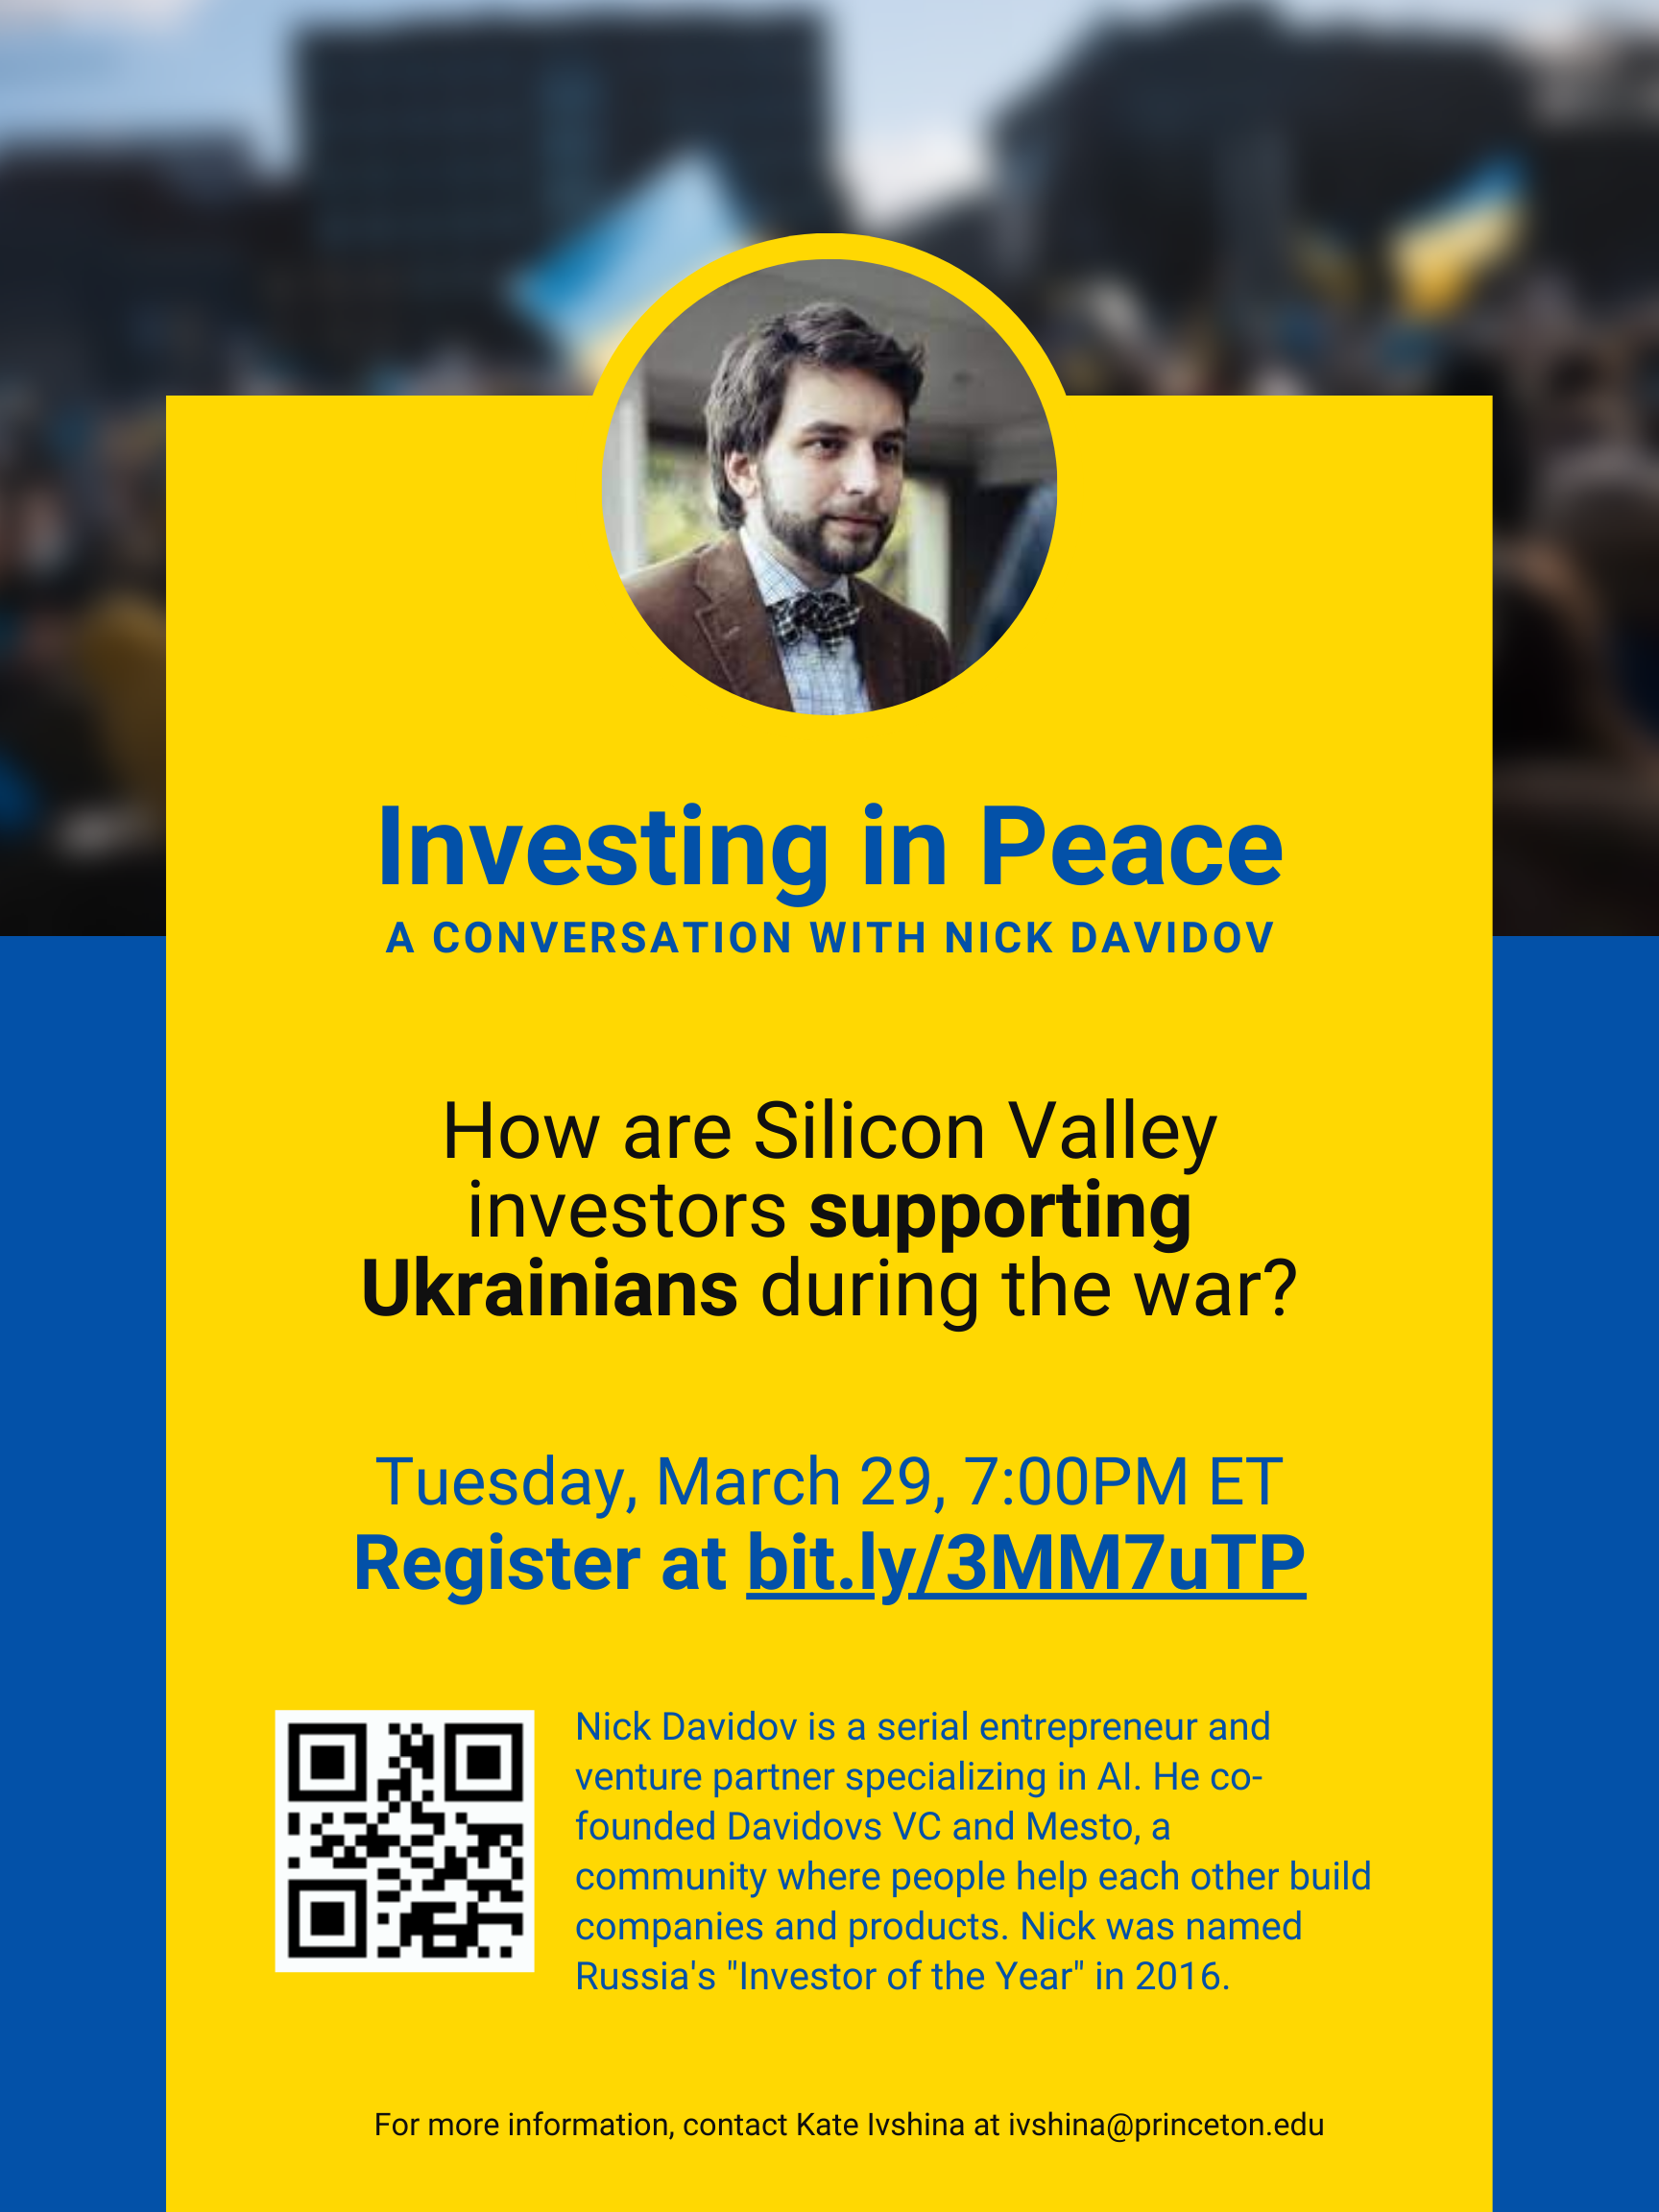 Investing in Peace
A CONVERSATION WITH NICK DAVIDOV
How are Silicon Valley
investors supporting
Ukrainians during the war?
Tuesday, March 29, 7:00PM ET
Register at bit.ly/3MM7uTP
Nick Davidov is a serial entrepreneur and
venture partner specializing in AI. He co-
founded Davidovs VC and Mesto, a
community where people help each other build
companies and products. Nick was named
Russia's "Investor of the Year" in 2016.
For more information, contact Kate Ivshina at ivshina@princeton.edu